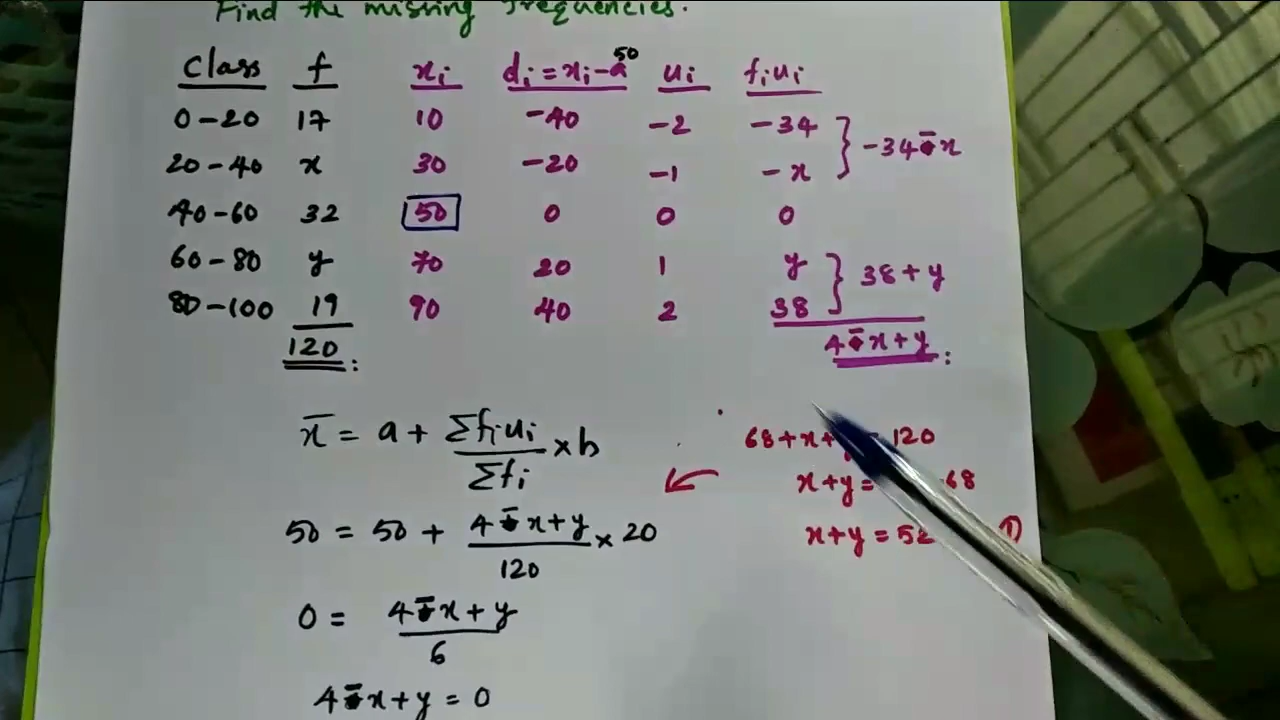 Find the missing frequencies.
Class f xi di = xi - a 50 ui fiui
0-20 17 10 -40 -2 -34
20-40 x 30 -20 -1 -x } -34-x
40-60 32 50 0 0 0
60-80 y 70 20 1 y
80-100 19 90 40 2 38 } 38+y
120 : 4-x+y :
x̄ = a + Σfiui / Σfi × h
68+x+y = 120
x+y = 68
x+y = 52 1)
50 = 50 + 4-x+y / 120 × 20
0 = 4-x+y / 6
4-x+y = 0